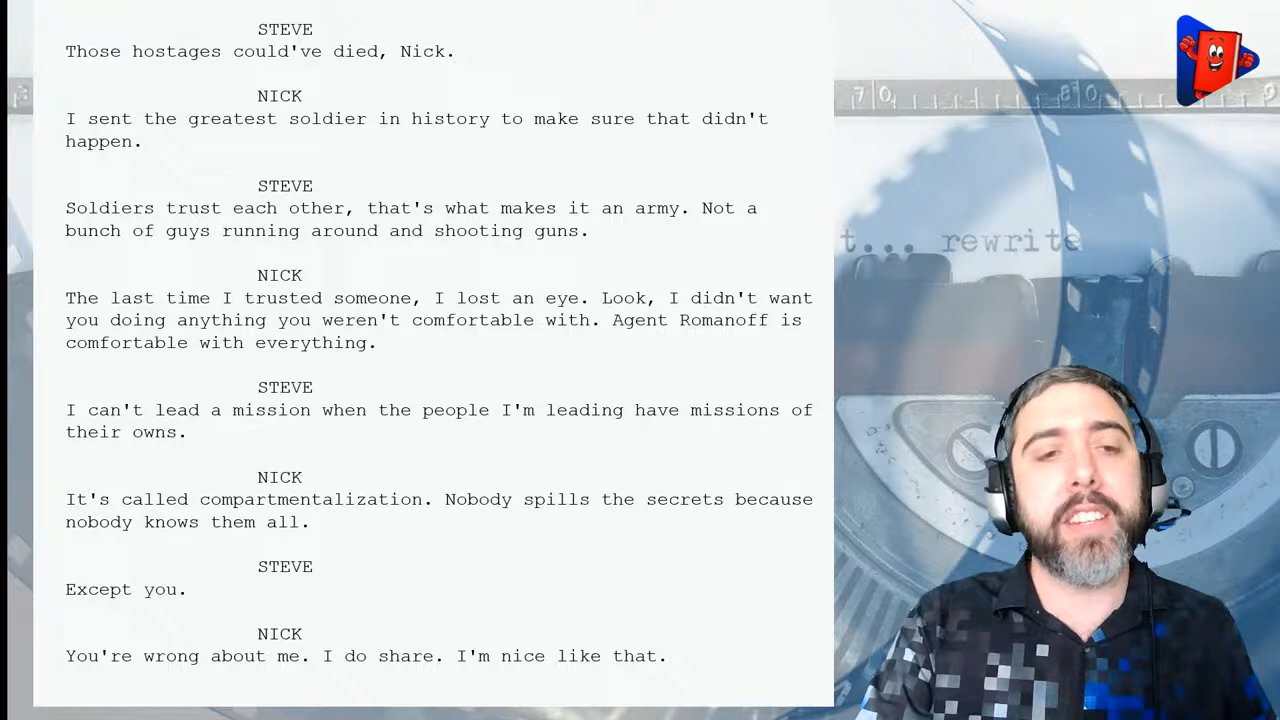 STEVE
Those hostages could've died, Nick.
NICK
I sent the greatest soldier in history to make sure that didn't
happen.
STEVE
Soldiers trust each other, that's what makes it an army. Not a
bunch of guys running around and shooting guns.
NICK
The last time I trusted someone, I lost an eye. Look, I didn't want
you doing anything you weren't comfortable with. Agent Romanoff is
comfortable with everything.
STEVE
I can't lead a mission when the people I'm leading have missions of
their owns.
NICK
It's called compartmentalization. Nobody spills the secrets because
nobody knows them all.
STEVE
Except you.
NICK
You're wrong about me. I do share. I'm nice like that.
70 80 9
t... rewrite